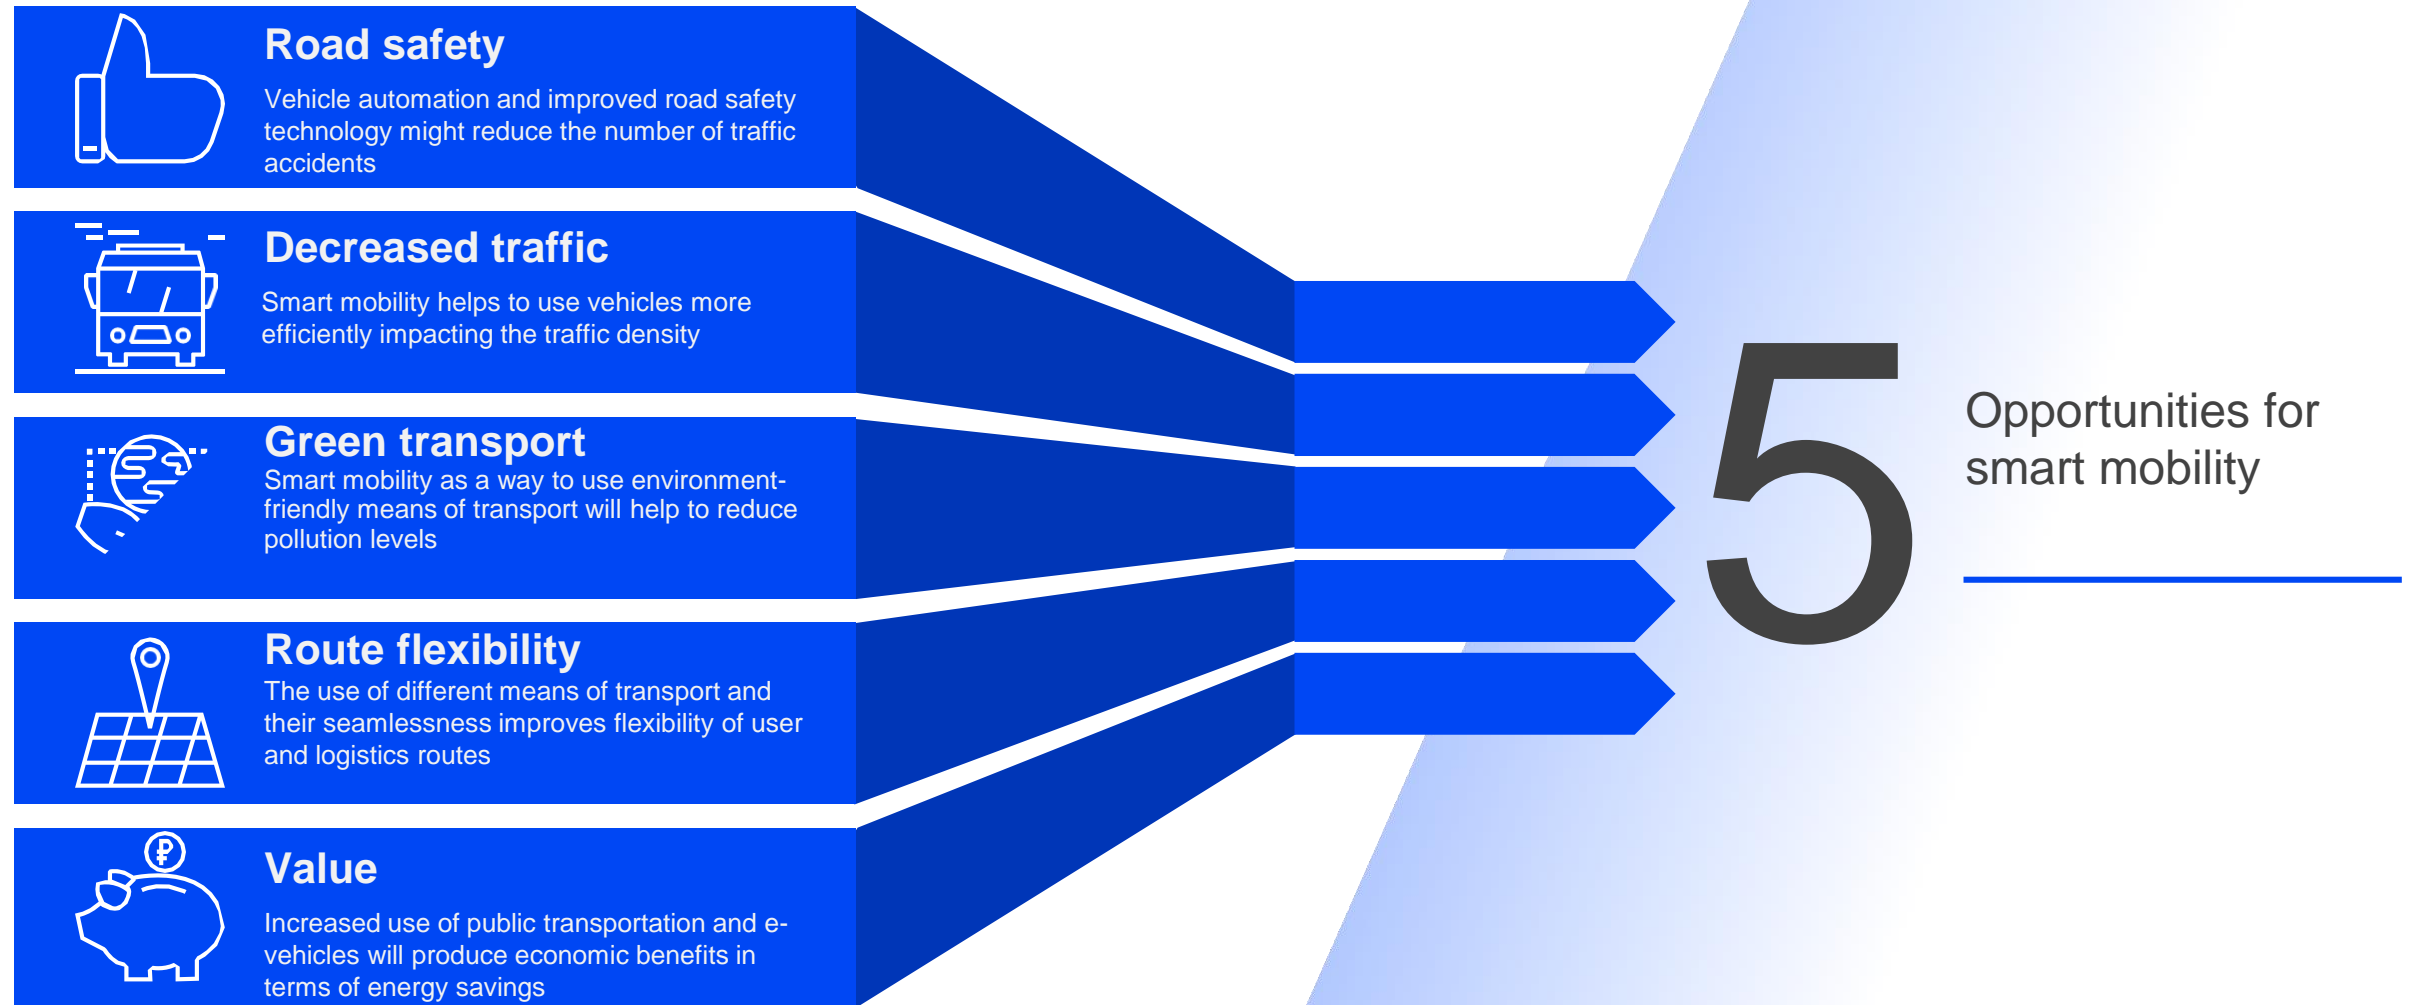 Road safety
Vehicle automation and improved road safety
technology might reduce the number of traffic
accidents
Decreased traffic
Smart mobility helps to use vehicles more
efficiently impacting the traffic density
Green transport
Smart mobility as a way to use environment-
friendly means of transport will help to reduce
pollution levels
Route flexibility
The use of different means of transport and
their seamlessness improves flexibility of user
and logistics routes
₽
Value
Increased use of public transportation and e-
vehicles will produce economic benefits in
terms of energy savings
5
Opportunities for
smart mobility